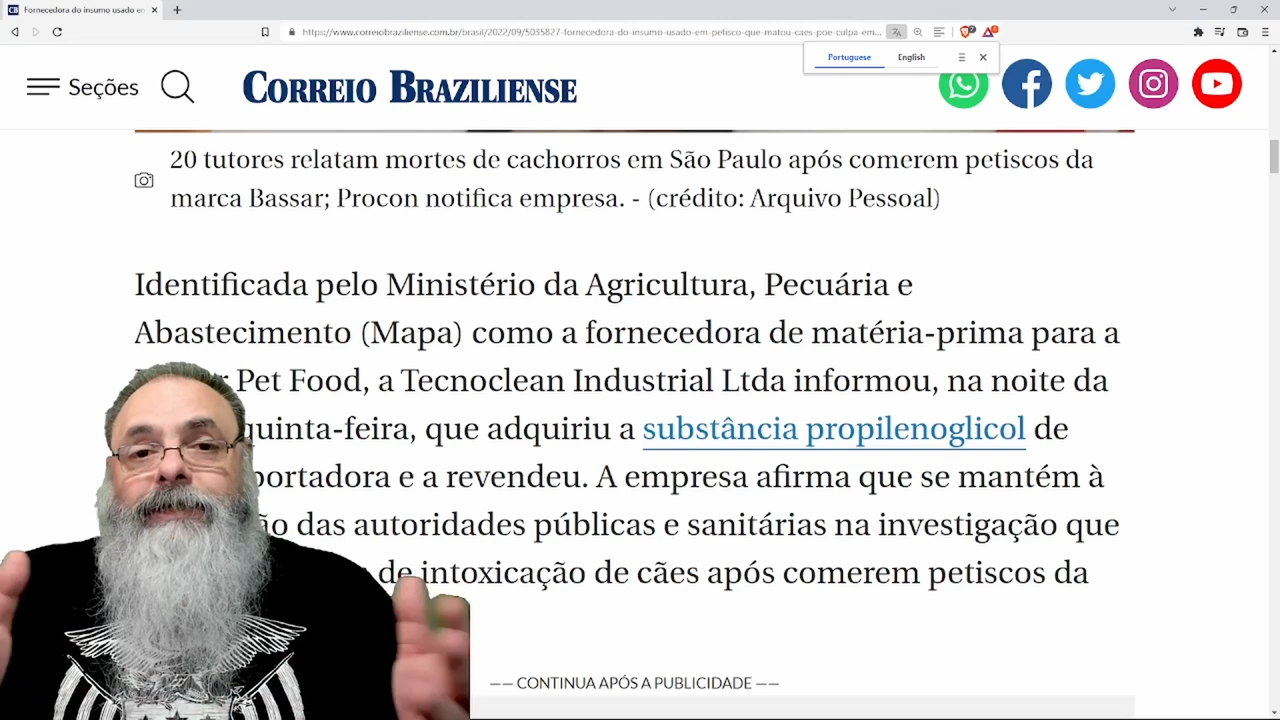 Fornecedora do insumo usado en
https://www.correiobraziliense.com.br/brasil/2022/09/5035827-fornecedora-do-insumo-usado-em-petisco-que-matou-caes-poe-culpa-em...
Portuguese English
Seções
CORREIO BRAZILIENSE
20 tutores relatam mortes de cachorros em São Paulo após comerem petiscos da
marca Bassar; Procon notifica empresa. - (crédito: Arquivo Pessoal)
Identificada pelo Ministério da Agricultura, Pecuária e
Abastecimento (Mapa) como a fornecedora de matéria-prima para a
Pet Food, a Tecnoclean Industrial Ltda informou, na noite da
quinta-feira, que adquiriu a substância propilenoglicol de
portadora e a revendeu. A empresa afirma que se mantém à
ão das autoridades públicas e sanitárias na investigação que
de intoxicação de cães após comerem petiscos da
—— CONTINUA APÓS A PUBLICIDADE ——